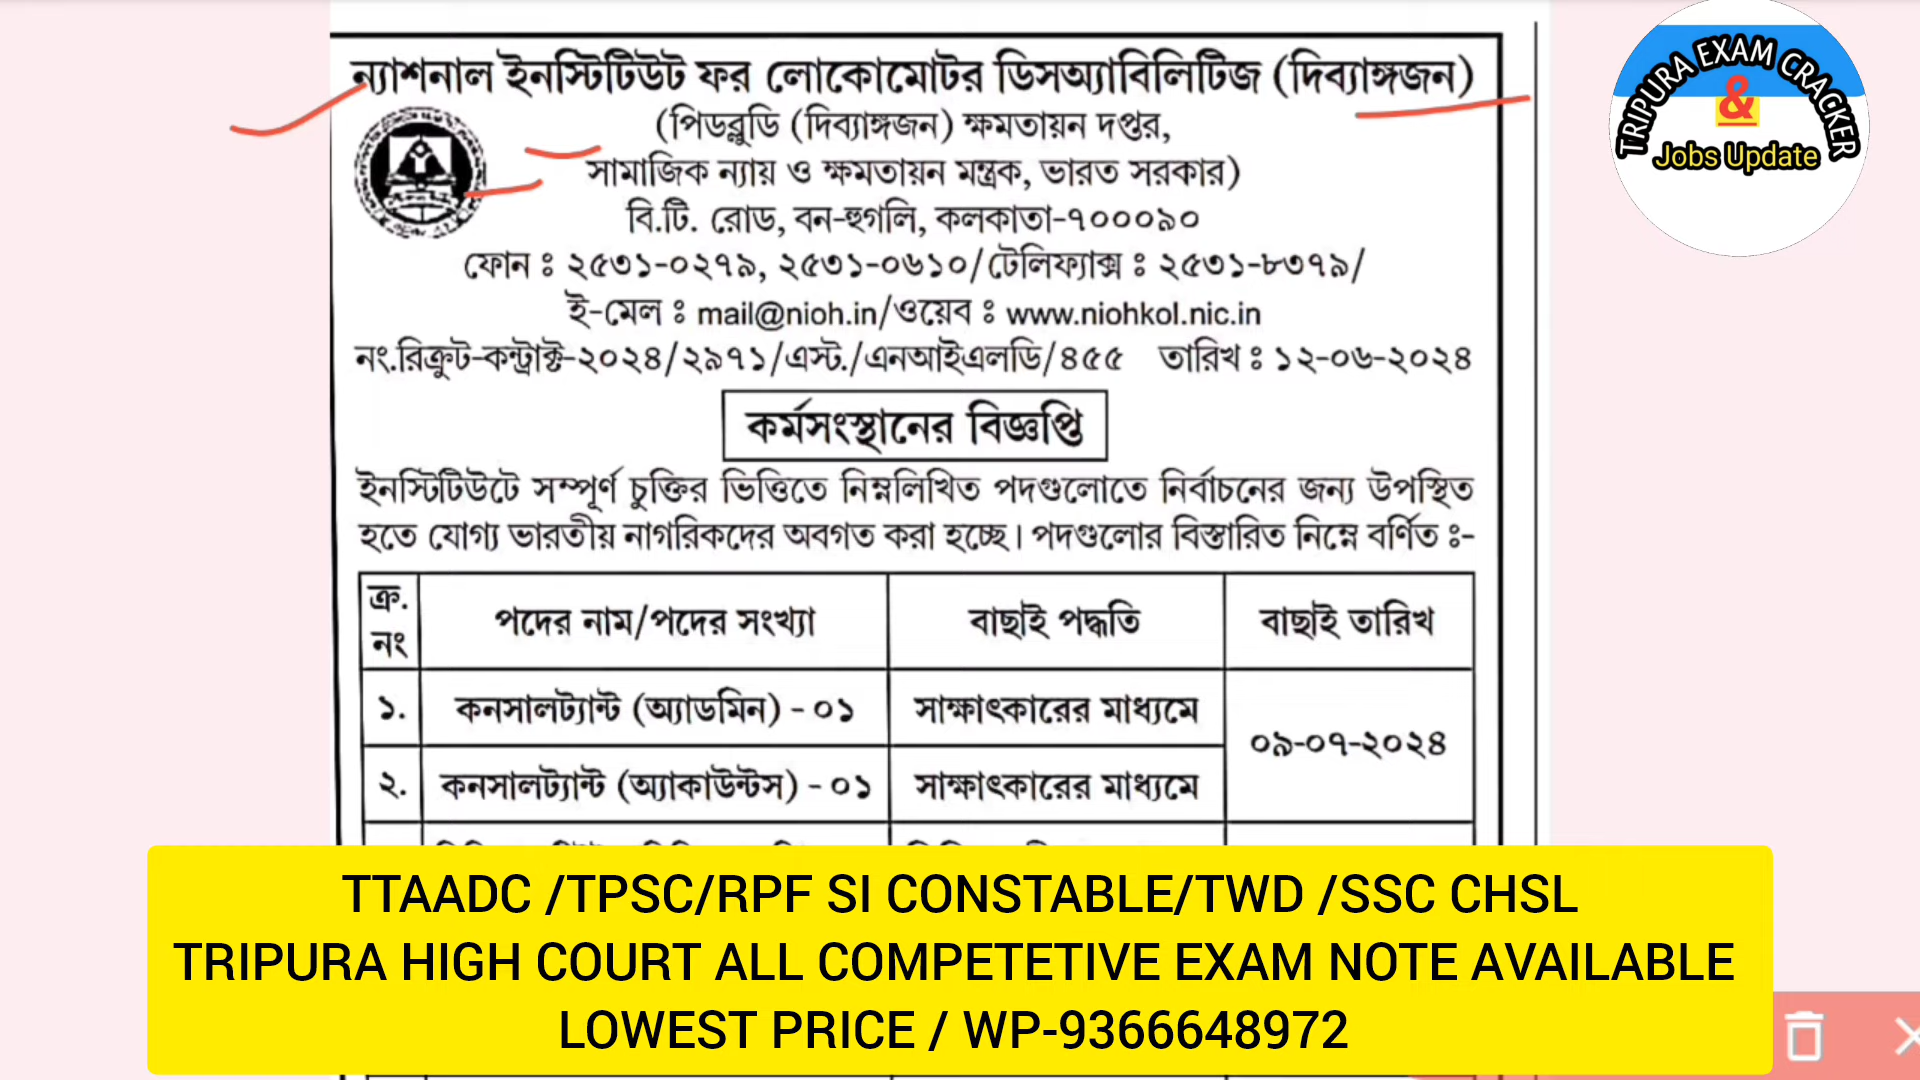 ন্যাশনাল ইনস্টিটিউট ফর লোকোমোটর ডিসঅ্যাবিলিটিজ (দিব্যাঙ্গজন)
(পিডব্লুডি (দিব্যাঙ্গজন) ক্ষমতায়ন দপ্তর,
সামাজিক ন্যায় ও ক্ষমতায়ন মন্ত্রক, ভারত সরকার)
বি.টি. রোড, বন-হুগলি, কলকাতা-৭০০০৯০
ফোন ঃ ২৫৩১-০২৭৯, ২৫৩১-০৬১০/টেলিফ্যাক্স ঃ ২৫৩১-৮৩৭৯/
ই-মেল ঃ mail@nioh.in/ওয়েব ঃ www.niohkol.nic.in
নং.রিক্রুট-কন্ট্রাক্ট-২০২৪/২৯৭১/এস্ট./এনআইএলডি/৪৫৫ তারিখ ঃ ১২-০৬-২০২৪
কর্মসংস্থানের বিজ্ঞপ্তি
ইনস্টিটিউটে সম্পূর্ণ চুক্তির ভিত্তিতে নিম্নলিখিত পদগুলোতে নির্বাচনের জন্য উপস্থিত
হতে যোগ্য ভারতীয় নাগরিকদের অবগত করা হচ্ছে। পদগুলোর বিস্তারিত নিম্নে বর্ণিত ঃ-
ক্র. নং পদের নাম/পদের সংখ্যা বাছাই পদ্ধতি বাছাই তারিখ
১. কনসালট্যান্ট (অ্যাডমিন) - ০১ সাক্ষাৎকারের মাধ্যমে ০৯-০৭-২০২৪
২. কনসালট্যান্ট (অ্যাকাউন্টস) - ০১ সাক্ষাৎকারের মাধ্যমে
TRIPURA EXAM CRACKER
&
Jobs Update
TTAADC /TPSC/RPF SI CONSTABLE/TWD /SSC CHSL
TRIPURA HIGH COURT ALL COMPETETIVE EXAM NOTE AVAILABLE
LOWEST PRICE / WP-9366648972